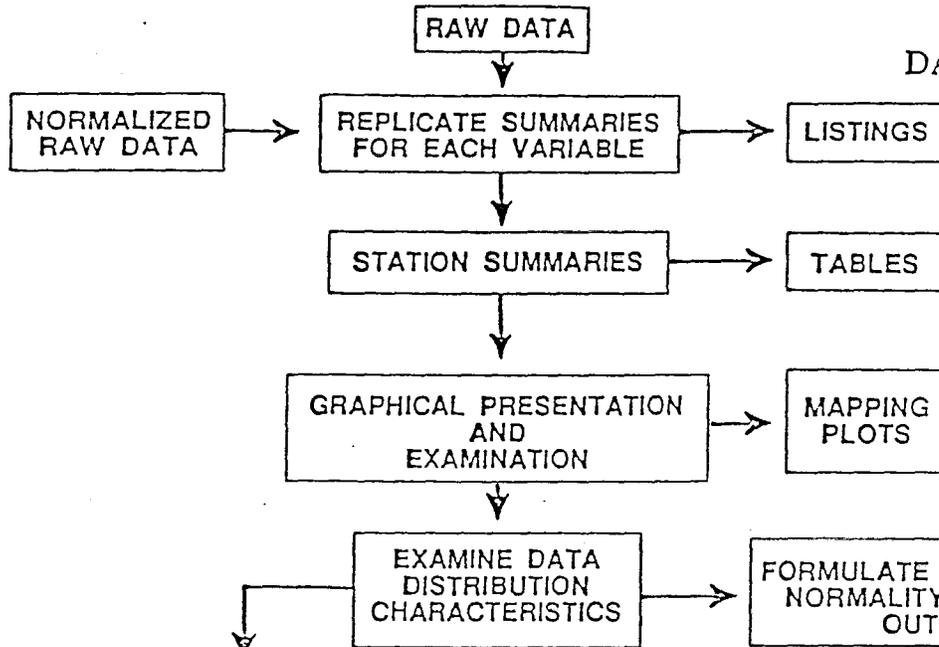 RAW DATA
DA
NORMALIZED
RAW DATA
REPLICATE SUMMARIES
FOR EACH VARIABLE
LISTINGS
STATION SUMMARIES
TABLES
GRAPHICAL PRESENTATION
AND
EXAMINATION
MAPPING
PLOTS
EXAMINE DATA
DISTRIBUTION
CHARACTERISTICS
FORMULATE
NORMALITY
OUT